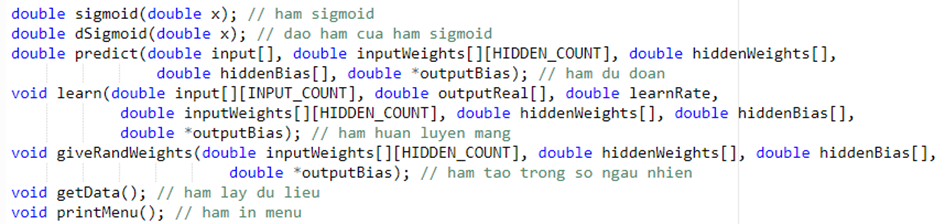 double sigmoid(double x); // ham sigmoid
double dSigmoid(double x); // dao ham cua ham sigmoid
double predict(double input[], double inputWeights[][HIDDEN_COUNT], double hiddenWeights[],
double hiddenBias[], double *outputBias); // ham du doan
void learn(double input[][INPUT_COUNT], double outputReal[], double learnRate,
double inputWeights[][HIDDEN_COUNT], double hiddenWeights[], double hiddenBias[],
double *outputBias); // ham huan luyen mang
void giveRandWeights(double inputWeights[][HIDDEN_COUNT], double hiddenWeights[], double hiddenBias[],
double *outputBias); // ham tao trong so ngau nhien
void getData(); // ham lay du lieu
void printMenu(); // ham in menu